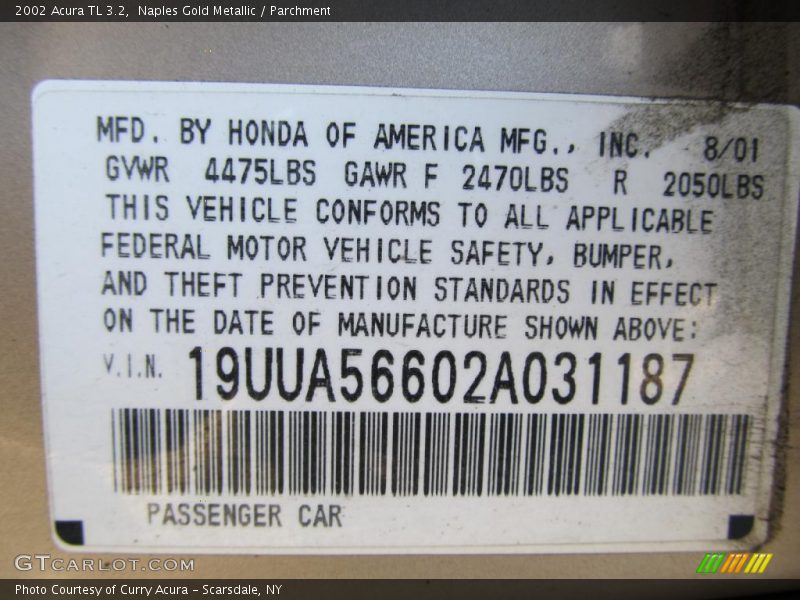 2002 Acura TL 3.2, Naples Gold Metallic / Parchment
MFD. BY HONDA OF AMERICA MFG., INC. 8/01
GVWR 4475LBS GAWR F 2470LBS R 2050LBS
THIS VEHICLE CONFORMS TO ALL APPLICABLE
FEDERAL MOTOR VEHICLE SAFETY, BUMPER,
AND THEFT PREVENTION STANDARDS IN EFFECT
ON THE DATE OF MANUFACTURE SHOWN ABOVE:
V.I.N. 19UUA56602A031187
PASSENGER CAR
GTCARLOT.COM
Photo Courtesy of Curry Acura - Scarsdale, NY